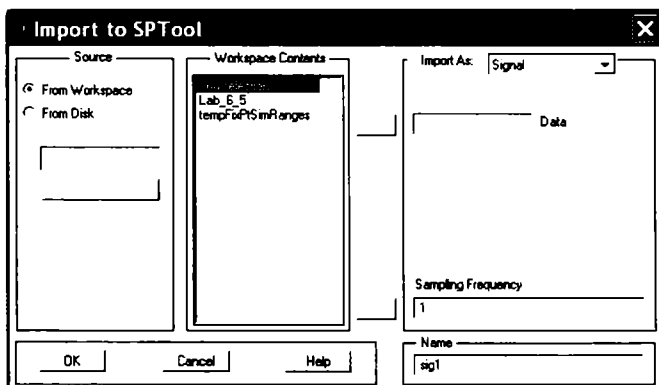 Import to SPTool
Source
From Workspace
From Disk
Workspace Contents
Lab_6_5
tempFixPtSimRanges
Import As:
Signal
Data
Sampling Frequency
1
OK
Cancel
Help
Name
sig1